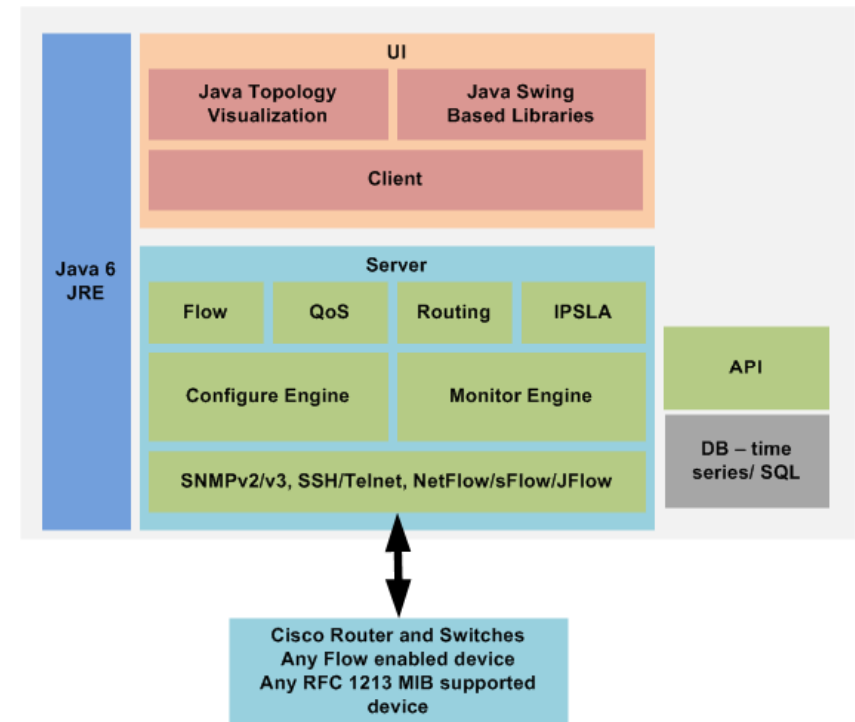 UI
Java Topology
Visualization
Java Swing
Based Libraries
Client
Java 6
JRE
Server
Flow
QoS
Routing
IPSLA
Configure Engine
Monitor Engine
SNMPv2/v3, SSH/Telnet, NetFlow/sFlow/JFlow
API
DB – time
series/ SQL
Cisco Router and Switches
Any Flow enabled device
Any RFC 1213 MIB supported
device